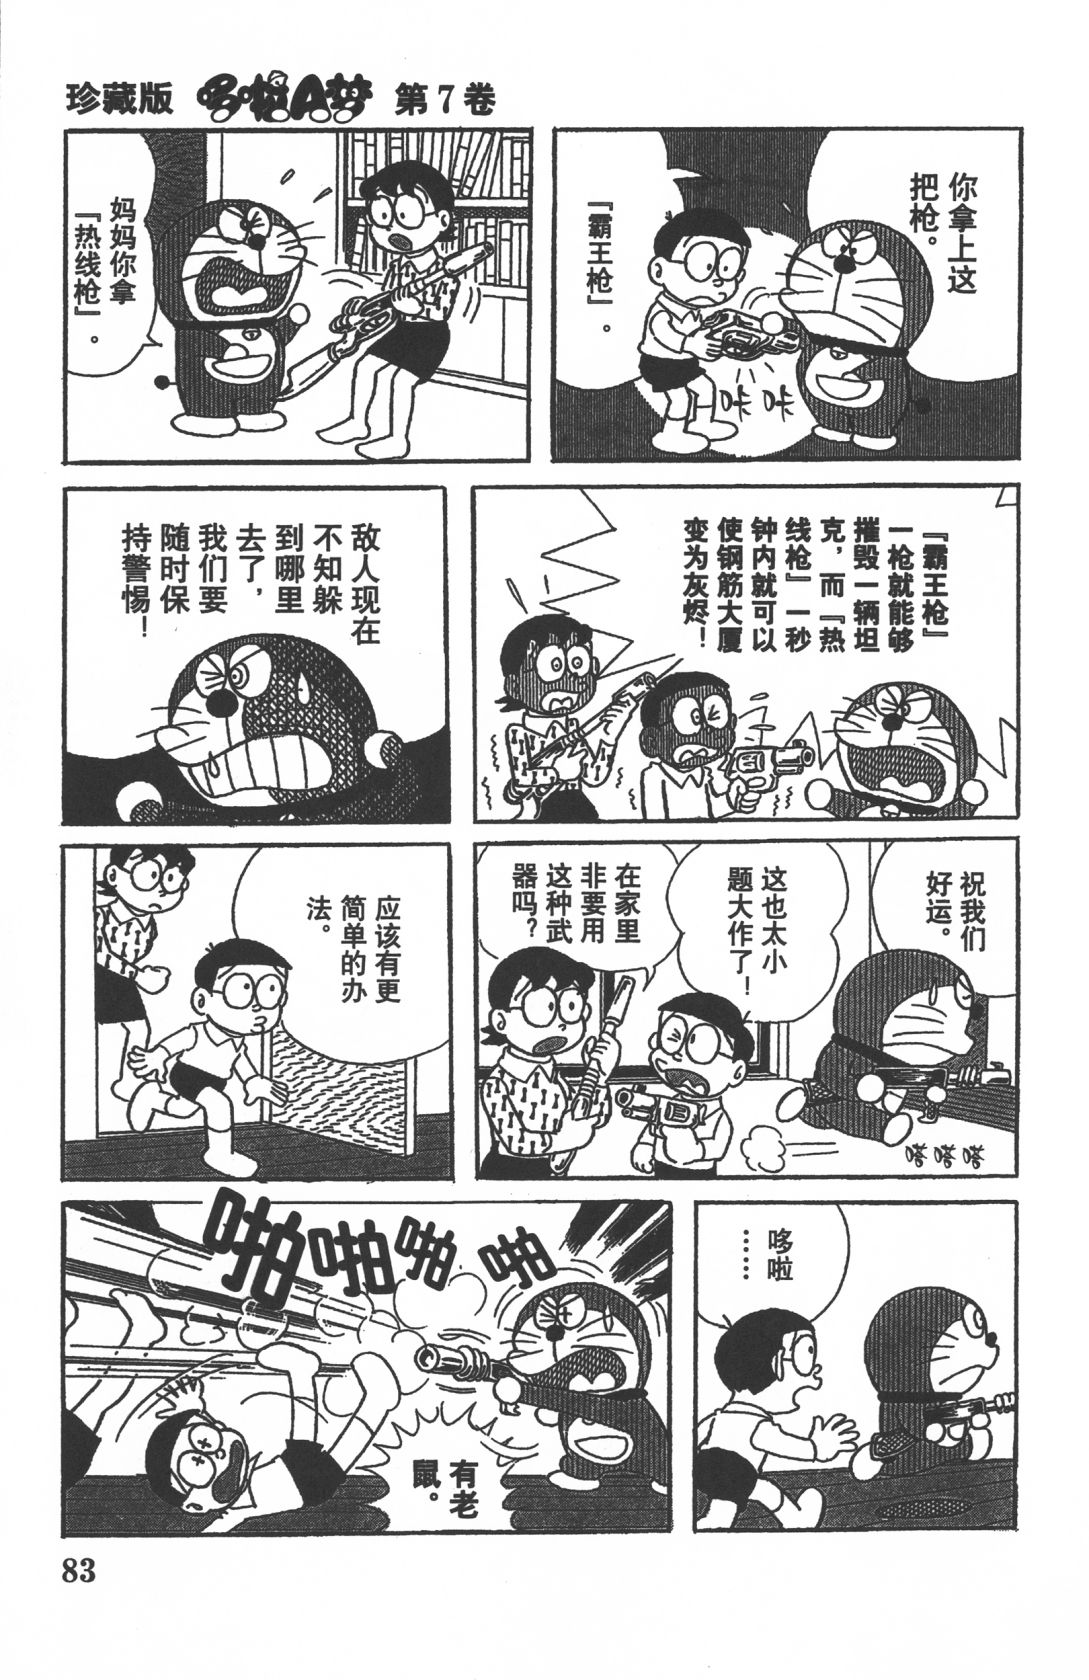 珍藏版 哆啦A梦 第7卷
你拿上这
把枪。
『霸王枪』。
咔咔
妈妈你拿
『热线枪』。
『霸王枪』
一枪就能够
摧毁一辆坦
克，而『热
线枪』一秒
钟内就可以
使钢筋大厦
变为灰烬！
敌人现在
不知躲
到哪里
去了，
我们要
随时保
持警惕！
祝我们
好运。
嗒嗒嗒
这也太小
题大作了！
在家里
非要用
这种武
器吗？
应该有更
简单的办
法。
哆啦
……
啪啪啪啪
有老
鼠。
83